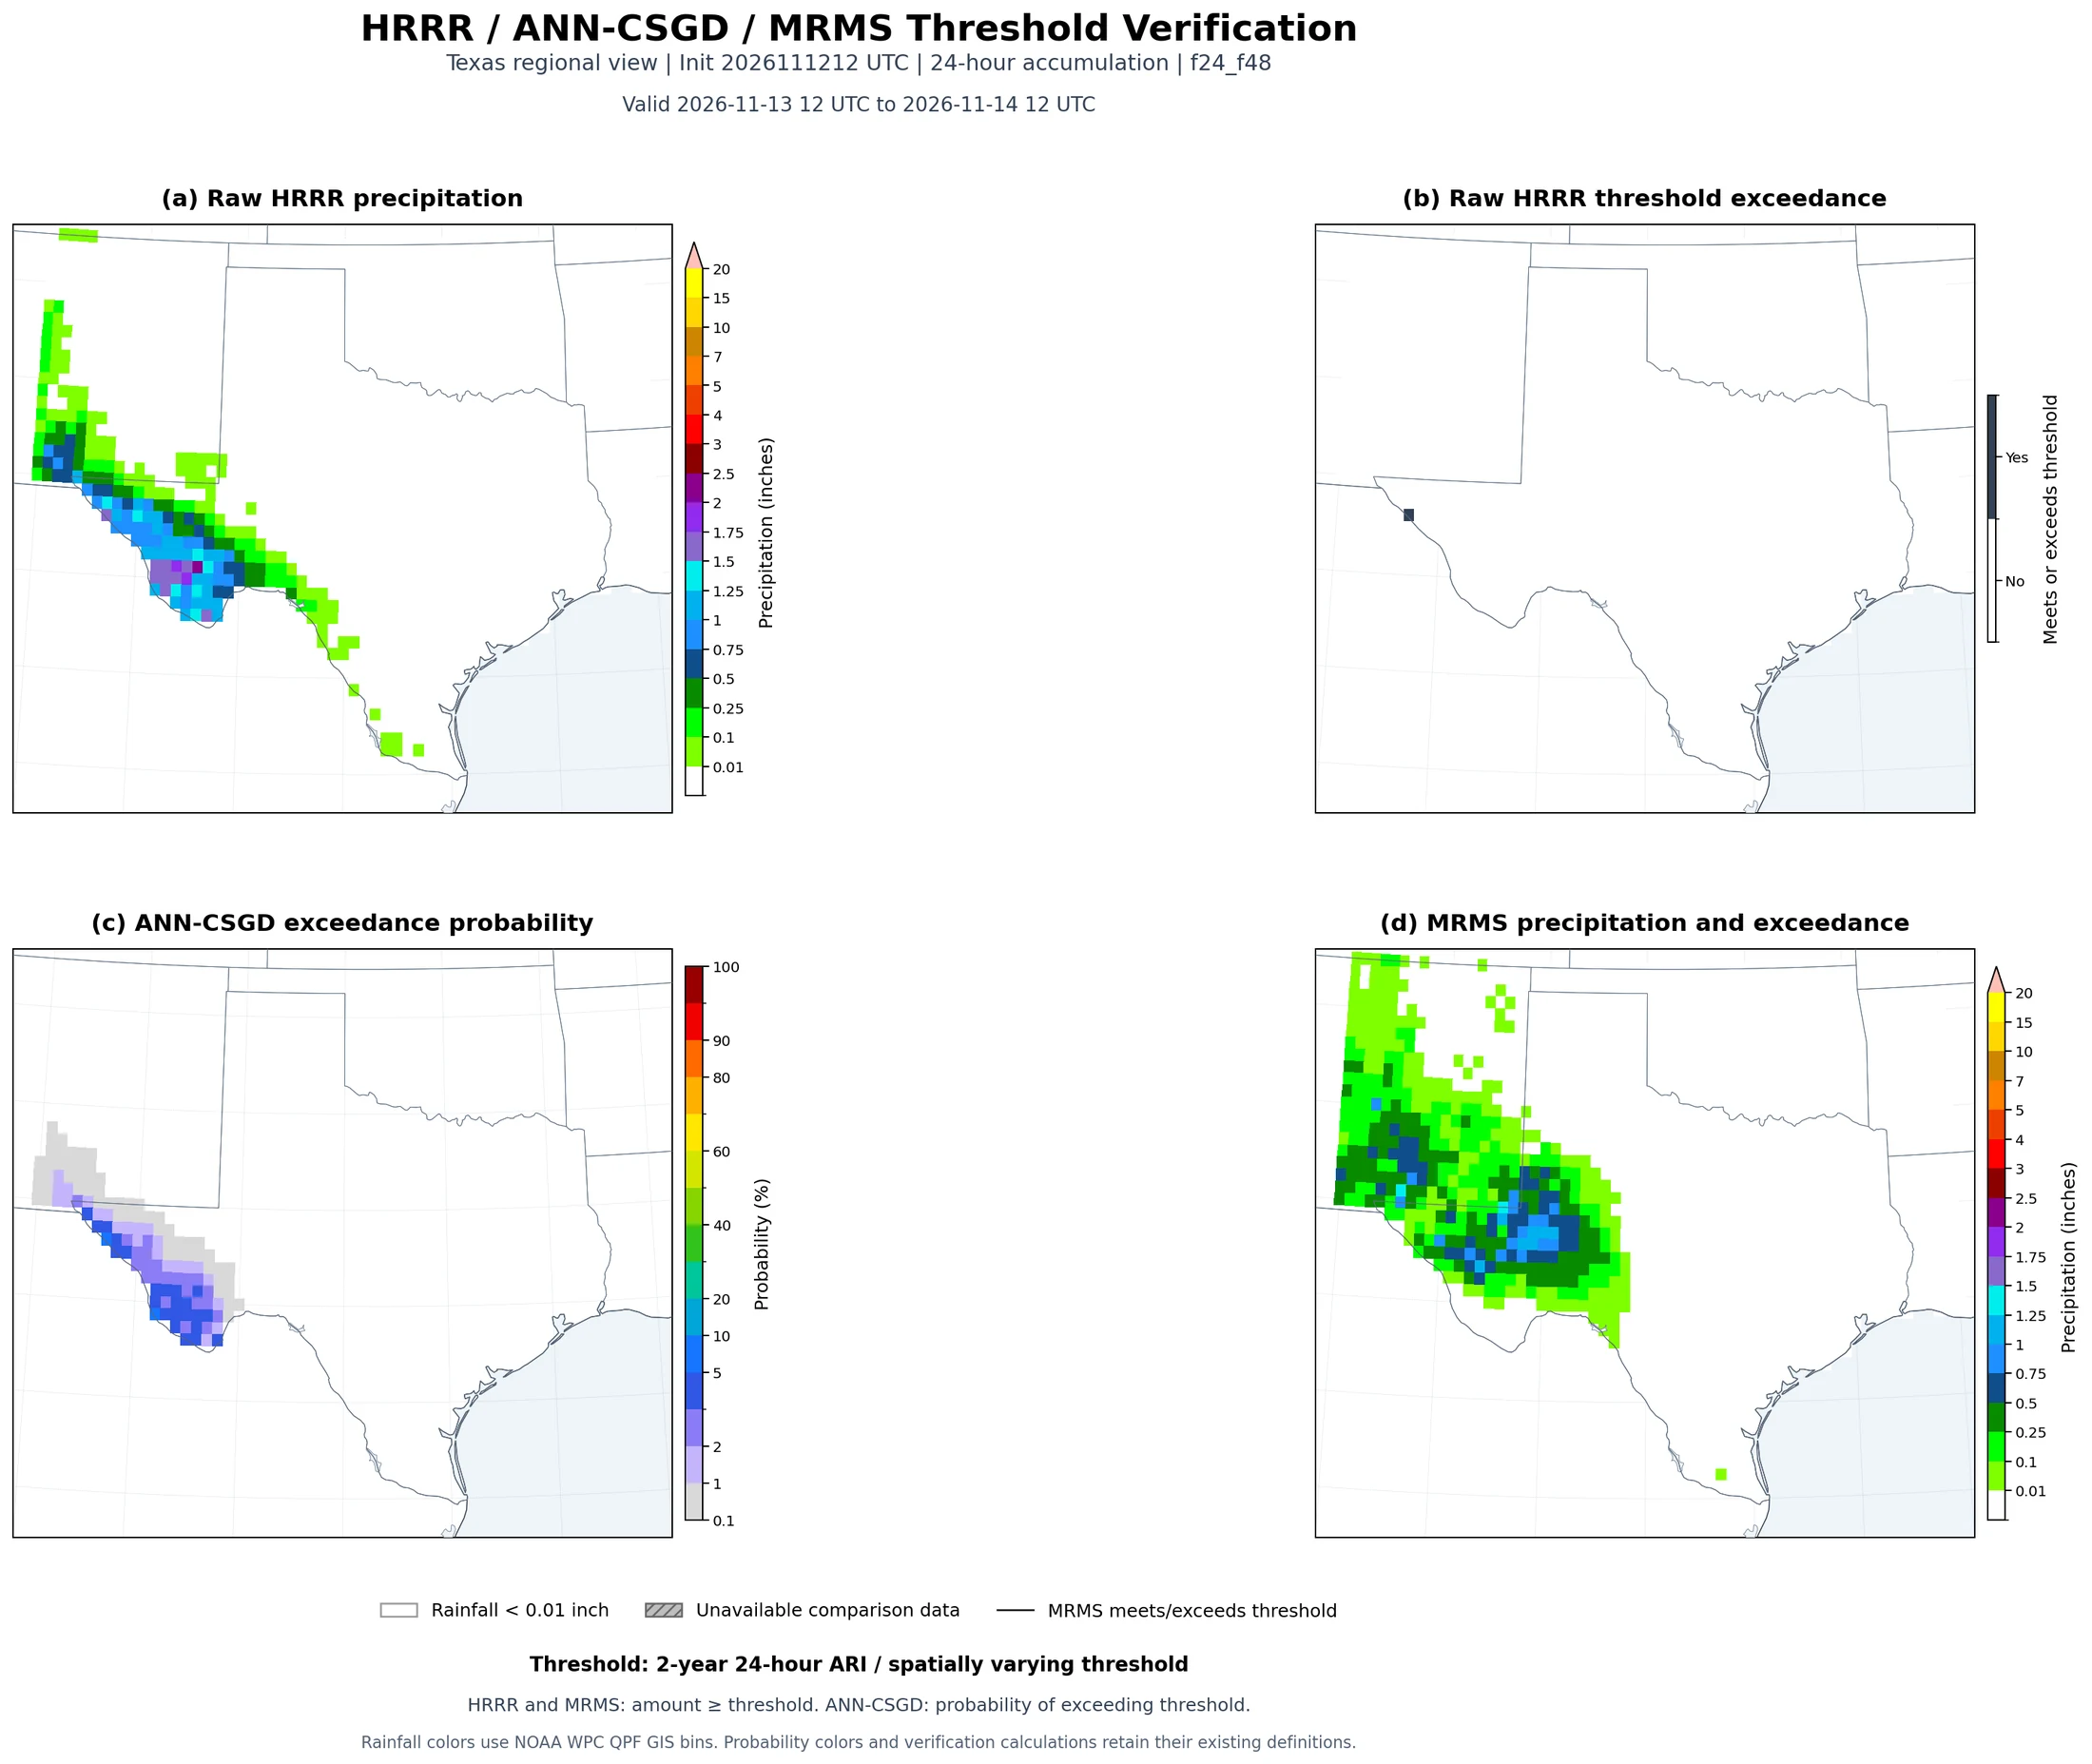 HRRR / ANN-CSGD / MRMS Threshold Verification
Texas regional view | Init 2026111212 UTC | 24-hour accumulation | f24_f48
Valid 2026-11-13 12 UTC to 2026-11-14 12 UTC
(a) Raw HRRR precipitation
20
15
10
7
5
4
3
2.5
2
1.75
1.5
1.25
1
0.75
0.5
0.25
0.1
0.01
Precipitation (inches)
(b) Raw HRRR threshold exceedance
Yes
No
Meets or exceeds threshold
(c) ANN-CSGD exceedance probability
100
90
80
60
40
20
10
5
2
1
0.1
Probability (%)
(d) MRMS precipitation and exceedance
20
15
10
7
5
4
3
2.5
2
1.75
1.5
1.25
1
0.75
0.5
0.25
0.1
0.01
Precipitation (inches)
Rainfall < 0.01 inch
Unavailable comparison data
MRMS meets/exceeds threshold
Threshold: 2-year 24-hour ARI / spatially varying threshold
HRRR and MRMS: amount ≥ threshold. ANN-CSGD: probability of exceeding threshold.
Rainfall colors use NOAA WPC QPF GIS bins. Probability colors and verification calculations retain their existing definitions.